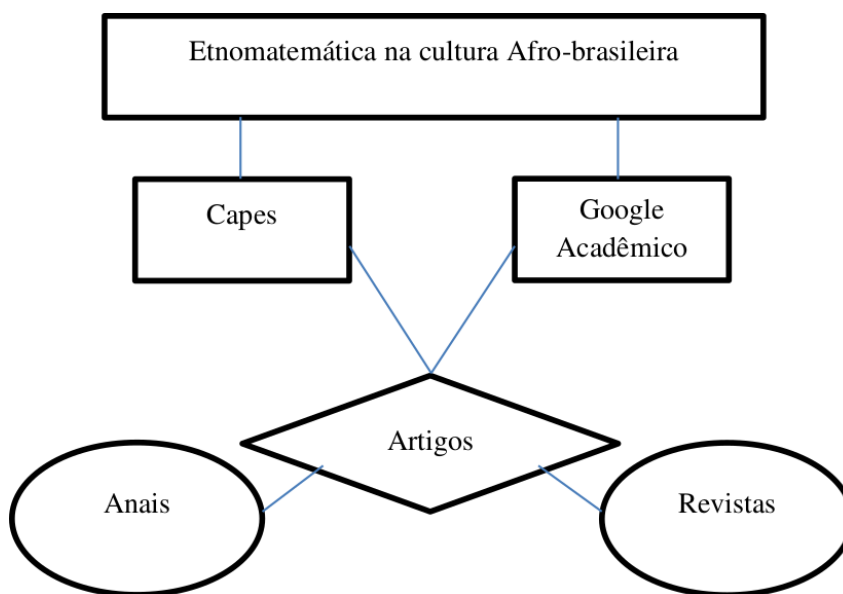 Etnomatemática na cultura Afro-brasileira
Capes
Google
Acadêmico
Artigos
Anais
Revistas